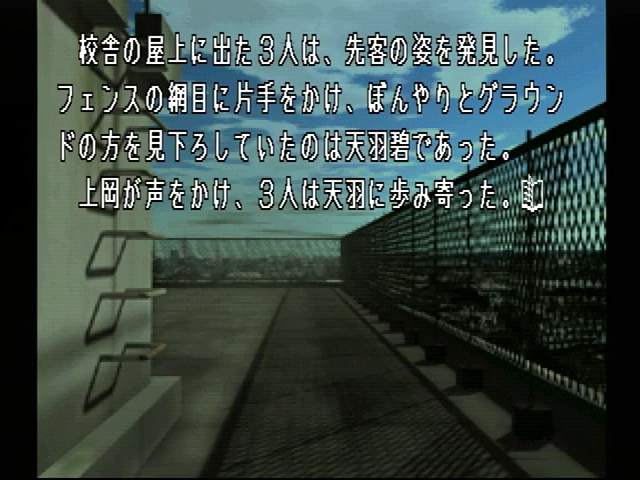 校舎の屋上に出た３人は、先客の姿を発見した。
フェンスの網目に片手をかけ、ぼんやりとグラウン
ドの方を見下ろしていたのは天羽碧であった。
上岡が声をかけ、３人は天羽に歩み寄った。